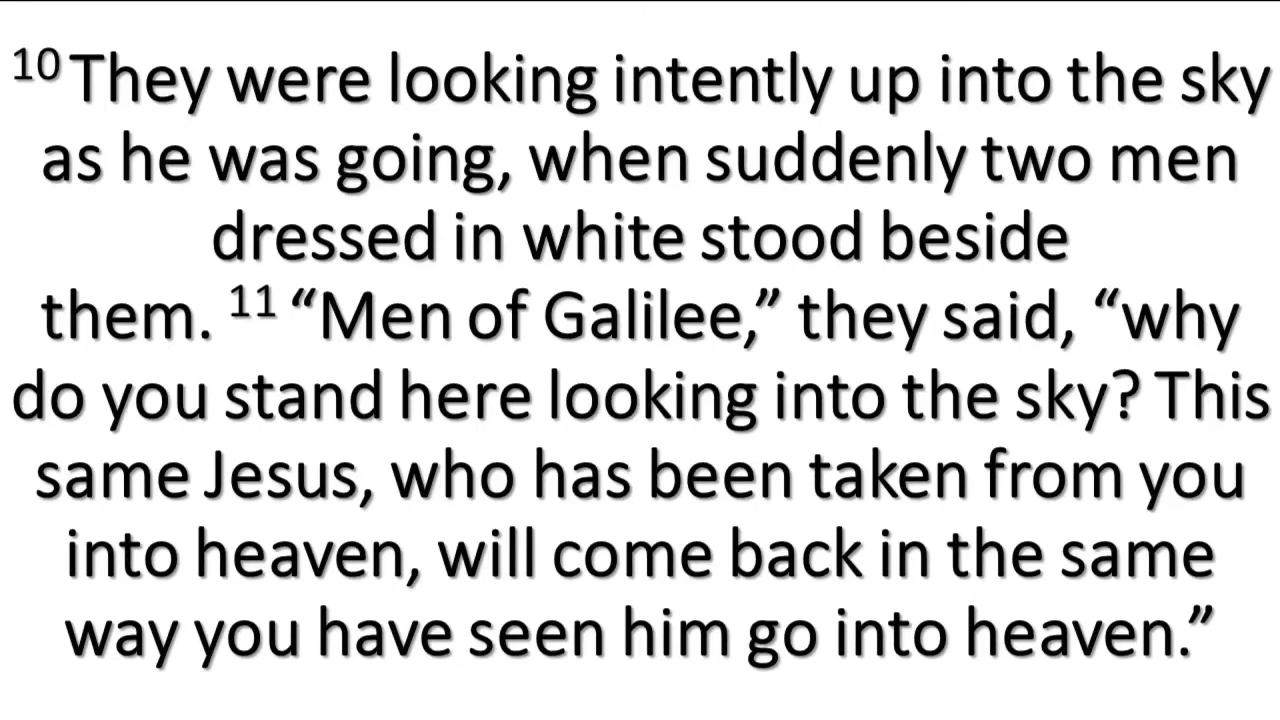 10 They were looking intently up into the sky
as he was going, when suddenly two men
dressed in white stood beside
them. 11 “Men of Galilee,” they said, “why
do you stand here looking into the sky? This
same Jesus, who has been taken from you
into heaven, will come back in the same
way you have seen him go into heaven.”